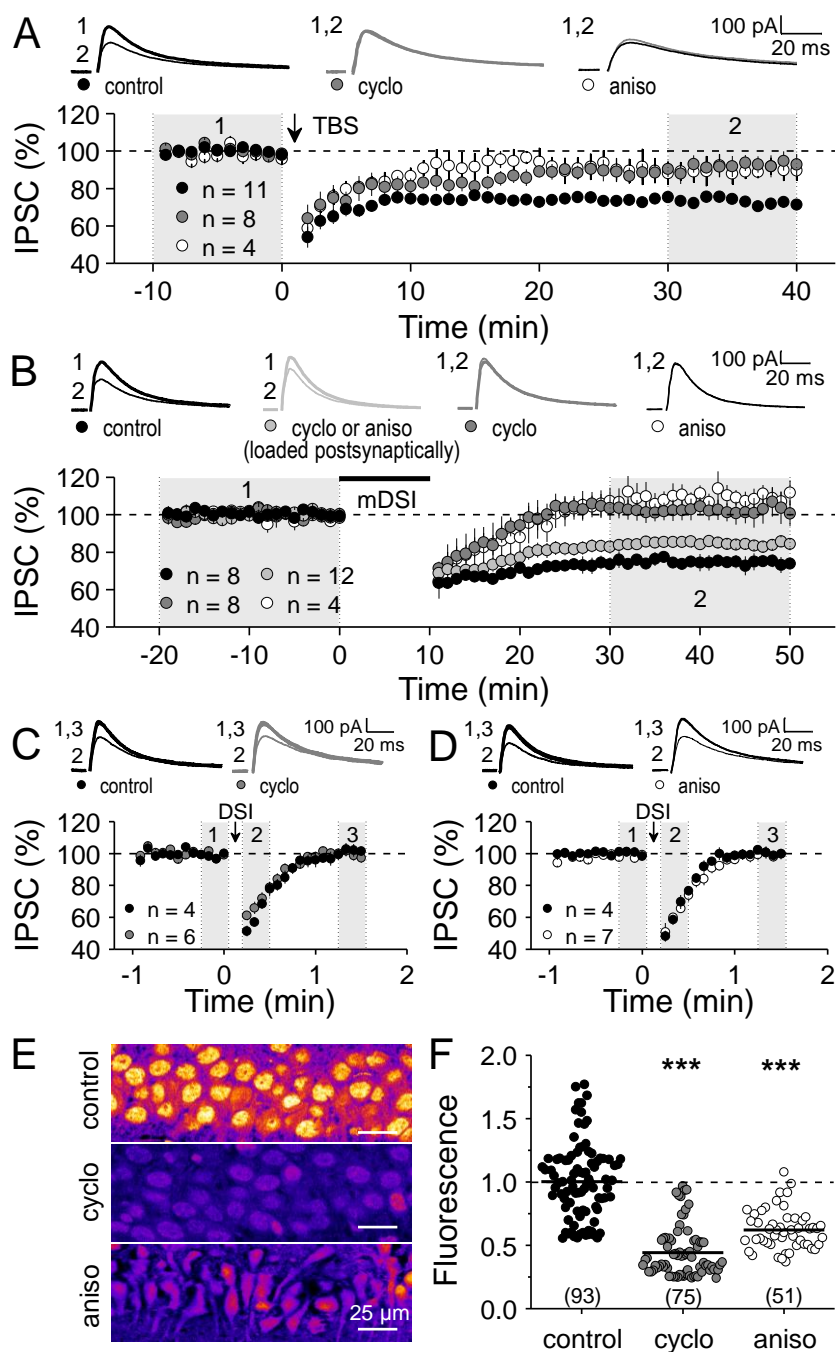 A
1
2
control
1,2
cyclo
1,2
aniso
100 pA
20 ms
IPSC (%)
120
100
80
60
40
1
TBS
2
n = 11
n = 8
n = 4
-10
0
10
20
30
40
Time (min)
B
1
2
control
1
2
cyclo or aniso
(loaded postsynaptically)
1,2
cyclo
1,2
aniso
100 pA
20 ms
IPSC (%)
120
100
80
60
40
1
mDSI
2
n = 8
n = 12
n = 8
n = 4
-20
-10
0
10
20
30
40
50
Time (min)
C
1,3
2
control
cyclo
100 pA
20 ms
DSI
IPSC (%)
120
100
80
60
40
1
2
3
n = 4
n = 6
-1
0
1
2
Time (min)
D
1,3
2
control
1,3
2
aniso
100 pA
20 ms
DSI
IPSC (%)
120
100
80
60
40
1
2
3
n = 4
n = 7
-1
0
1
2
Time (min)
E
control
cyclo
aniso
25 µm
F
Fluorescence
2.0
1.5
1.0
0.5
0.0
***
***
(93)
(75)
(51)
control
cyclo
aniso